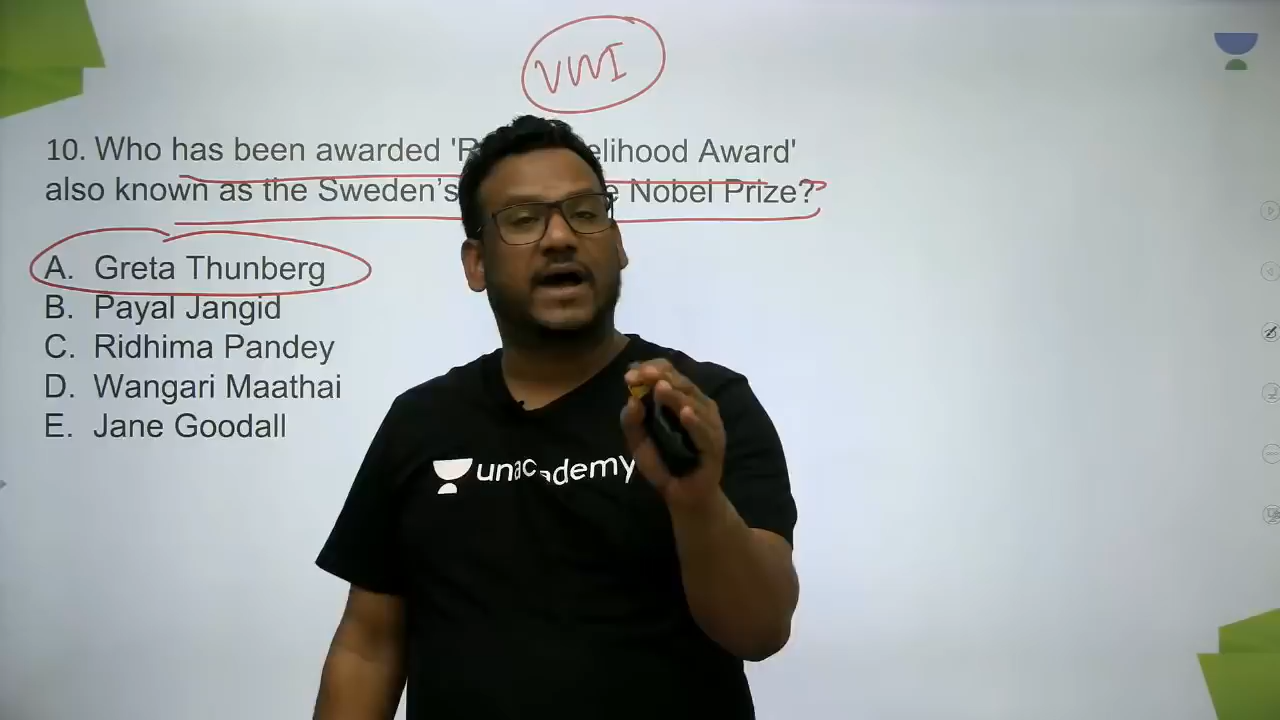 VVVI
10. Who has been awarded 'R elihood Award'
also known as the Sweden's e Nobel Prize?
A. Greta Thunberg
B. Payal Jangid
C. Ridhima Pandey
D. Wangari Maathai
E. Jane Goodall
unacademy